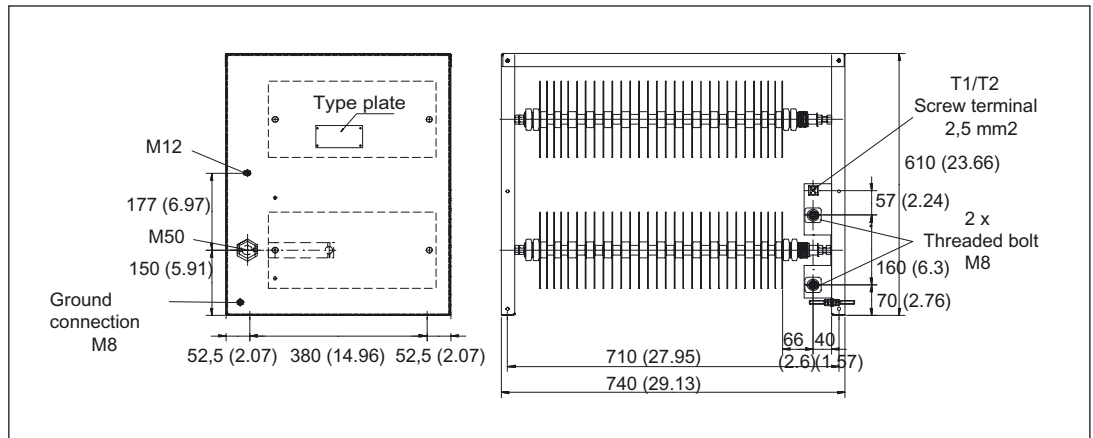 Type plate
M12
177 (6.97)
M50
150 (5.91)
Ground
connection
M8
52,5 (2.07)
380 (14.96)
52,5 (2.07)
T1/T2
Screw terminal
2,5 mm2
610 (23.66)
57 (2.24)
2 x
Threaded bolt
M8
160 (6.3)
70 (2.76)
66
(2.6)
40
(1.57)
710 (27.95)
740 (29.13)